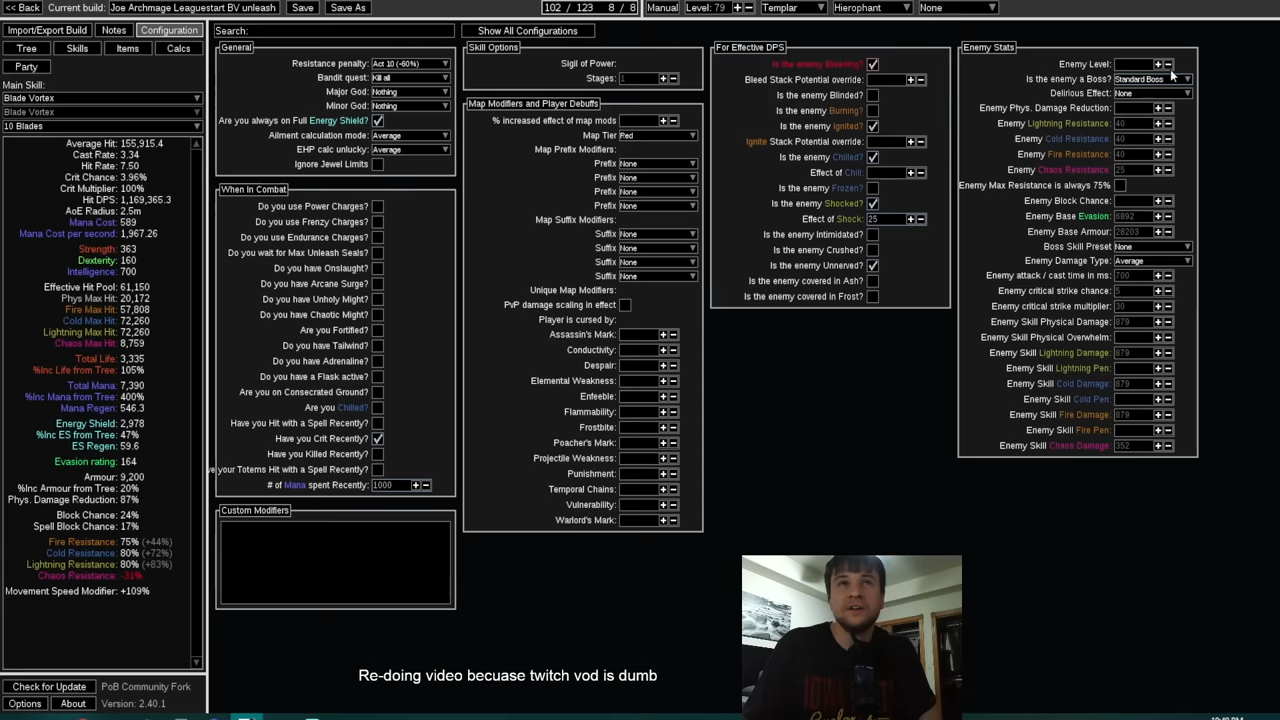 << Back Current build: Joe Archmage Leaguestart BV unleash Save Save As 102 / 123 8 / 8 Manual Level: 79 + - Templar Hierophant None
Import/Export Build Notes Configuration
Tree Skills Items Calcs
Party
Main Skill:
Blade Vortex
Blade Vortex
10 Blades
Average Hit: 155,915.4
Cast Rate: 3.34
Hit Rate: 7.50
Crit Chance: 3.96%
Crit Multiplier: 100%
Hit DPS: 1,169,365.3
AoE Radius: 2.5m
Mana Cost: 589
Mana Cost per second: 1,967.26
Strength: 363
Dexterity: 160
Intelligence: 700
Effective Hit Pool: 61,150
Phys Max Hit: 20,172
Fire Max Hit: 57,808
Cold Max Hit: 72,260
Lightning Max Hit: 72,260
Chaos Max Hit: 8,759
Total Life: 3,335
%Inc Life from Tree: 105%
Total Mana: 7,390
%Inc Mana from Tree: 400%
Mana Regen: 546.3
Energy Shield: 2,978
%Inc ES from Tree: 47%
ES Regen: 59.6
Evasion rating: 164
Armour: 9,200
%Inc Armour from Tree: 20%
Phys. Damage Reduction: 87%
Block Chance: 24%
Spell Block Chance: 17%
Fire Resistance: 75% (+44%)
Cold Resistance: 80% (+72%)
Lightning Resistance: 80% (+83%)
Chaos Resistance: -31%
Movement Speed Modifier: +109%
Check for Update PoB Community Fork
Options About Version: 2.40.1
Search: Show All Configurations
General
Resistance penalty: Act 10 (-60%)
Bandit quest: Kill all
Major God: Nothing
Minor God: Nothing
Are you always on Full Energy Shield?
Ailment calculation mode: Average
EHP calc unlucky: Average
Ignore Jewel Limits
When In Combat
Do you use Power Charges?
Do you use Frenzy Charges?
Do you use Endurance Charges?
Do you wait for Max Unleash Seals?
Do you have Onslaught?
Do you have Arcane Surge?
Do you have Unholy Might?
Do you have Chaotic Might?
Are you Fortified?
Do you have Tailwind?
Do you have Adrenaline?
Do you have a Flask active?
Are you on Consecrated Ground?
Are you Chilled?
Have you Hit with a Spell Recently?
Have you Crit Recently?
Have you Killed Recently?
e your Totems Hit with a Spell Recently?
# of Mana spent Recently: 1000 + -
Custom Modifiers
Skill Options
Sigil of Power:
Stages: 1 + -
Map Modifiers and Player Debuffs
% increased effect of map mods + -
Map Tier: Red
Map Prefix Modifiers:
Prefix None
Prefix None
Prefix None
Prefix None
Map Suffix Modifiers:
Suffix None
Suffix None
Suffix None
Suffix None
Unique Map Modifiers:
PvP damage scaling in effect
Player is cursed by:
Assassin's Mark: + -
Conductivity: + -
Despair: + -
Elemental Weakness: + -
Enfeeble: + -
Flammability: + -
Frostbite: + -
Poacher's Mark: + -
Projectile Weakness: + -
Punishment: + -
Temporal Chains: + -
Vulnerability: + -
Warlord's Mark: + -
For Effective DPS
Is the enemy Bleeding?
Bleed Stack Potential override: + -
Is the enemy Blinded?
Is the enemy Burning?
Is the enemy Ignited?
Ignite Stack Potential override: + -
Is the enemy Chilled?
Effect of Chill: + -
Is the enemy Frozen?
Is the enemy Shocked?
Effect of Shock: 25 + -
Is the enemy Intimidated?
Is the enemy Crushed?
Is the enemy Unnerved?
Is the enemy covered in Ash?
Is the enemy covered in Frost?
Enemy Stats
Enemy Level: + -
Is the enemy a Boss? Standard Boss
Delirious Effect: None
Enemy Phys. Damage Reduction: + -
Enemy Lightning Resistance: 40 + -
Enemy Cold Resistance: 40 + -
Enemy Fire Resistance: 40 + -
Enemy Chaos Resistance: 25 + -
Enemy Max Resistance is always 75%
Enemy Block Chance: + -
Enemy Base Evasion: 6892 + -
Enemy Base Armour: 28203 + -
Boss Skill Preset None
Enemy Damage Type: Average
Enemy attack / cast time in ms: 700 + -
Enemy critical strike chance: 5 + -
Enemy critical strike multiplier: 30 + -
Enemy Skill Physical Damage: 879 + -
Enemy Skill Physical Overwhelm: + -
Enemy Skill Lightning Damage: 879 + -
Enemy Skill Lightning Pen: + -
Enemy Skill Cold Damage: 879 + -
Enemy Skill Cold Pen: + -
Enemy Skill Fire Damage: 879 + -
Enemy Skill Fire Pen: + -
Enemy Skill Chaos Damage: 352 + -
Re-doing video becuase twitch vod is dumb